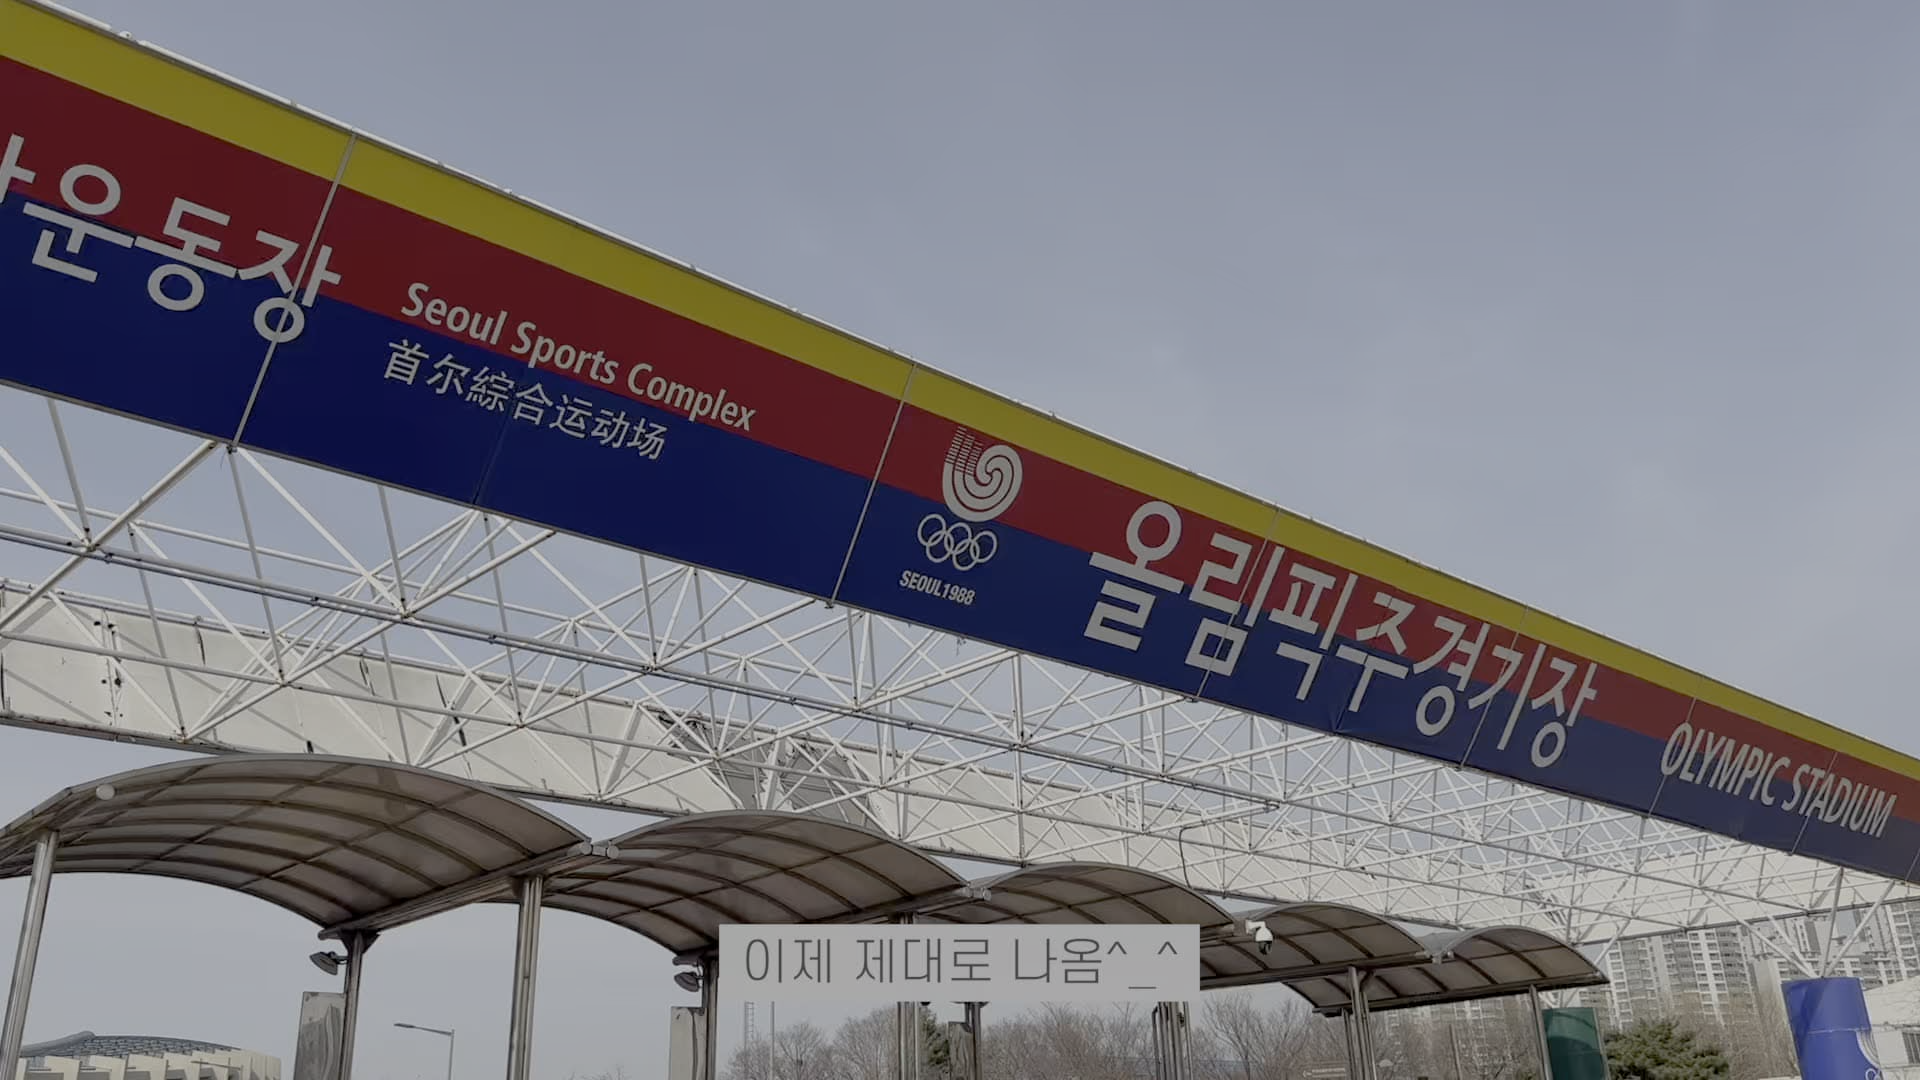 운동장
Seoul Sports Complex
首尔綜合运动场
SEOUL1988
올림픽주경기장
OLYMPIC STADIUM
이제 제대로 나옴^_^